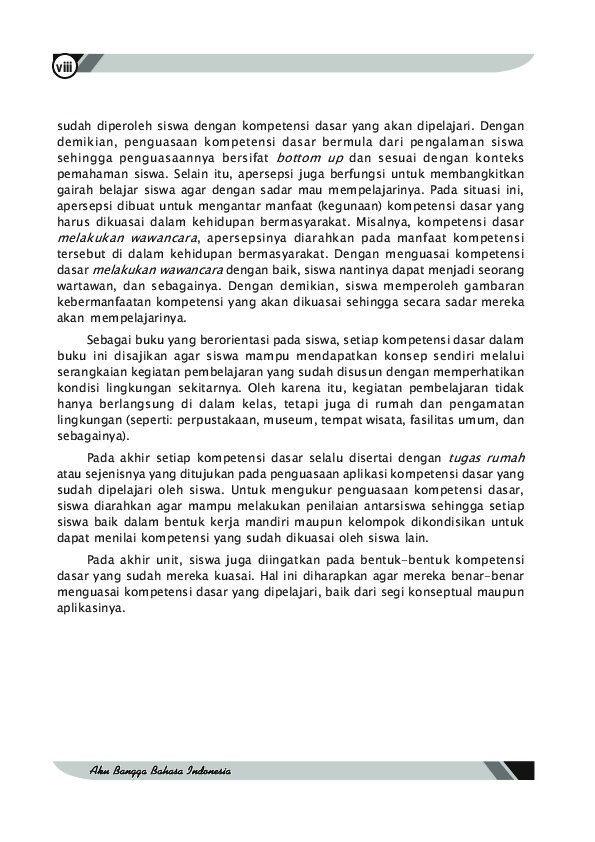 viii
sudah diperoleh siswa dengan kompetensi dasar yang akan dipelajari. Dengan
demikian, penguasaan kompetensi dasar bermula dari pengalaman siswa
sehingga penguasaannya bersifat bottom up dan sesuai dengan konteks
pemahaman siswa. Selain itu, apersepsi juga berfungsi untuk membangkitkan
gairah belajar siswa agar dengan sadar mau mempelajarinya. Pada situasi ini,
apersepsi dibuat untuk mengantar manfaat (kegunaan) kompetensi dasar yang
harus dikuasai dalam kehidupan bermasyarakat. Misalnya, kompetensi dasar
melakukan wawancara, apersepsinya diarahkan pada manfaat kompetensi
tersebut di dalam kehidupan bermasyarakat. Dengan menguasai kompetensi
dasar melakukan wawancara dengan baik, siswa nantinya dapat menjadi seorang
wartawan, dan sebagainya. Dengan demikian, siswa memperoleh gambaran
kebermanfaatan kompetensi yang akan dikuasai sehingga secara sadar mereka
akan mempelajarinya.
Sebagai buku yang berorientasi pada siswa, setiap kompetensi dasar dalam
buku ini disajikan agar siswa mampu mendapatkan konsep sendiri melalui
serangkaian kegiatan pembelajaran yang sudah disusun dengan memperhatikan
kondisi lingkungan sekitarnya. Oleh karena itu, kegiatan pembelajaran tidak
hanya berlangsung di dalam kelas, tetapi juga di rumah dan pengamatan
lingkungan (seperti: perpustakaan, museum, tempat wisata, fasilitas umum, dan
sebagainya).
Pada akhir setiap kompetensi dasar selalu disertai dengan tugas rumah
atau sejenisnya yang ditujukan pada penguasaan aplikasi kompetensi dasar yang
sudah dipelajari oleh siswa. Untuk mengukur penguasaan kompetensi dasar,
siswa diarahkan agar mampu melakukan penilaian antarsiswa sehingga setiap
siswa baik dalam bentuk kerja mandiri maupun kelompok dikondisikan untuk
dapat menilai kompetensi yang sudah dikuasai oleh siswa lain.
Pada akhir unit, siswa juga diingatkan pada bentuk-bentuk kompetensi
dasar yang sudah mereka kuasai. Hal ini diharapkan agar mereka benar-benar
menguasai kompetensi dasar yang dipelajari, baik dari segi konseptual maupun
aplikasinya.
Aku Bangga Bahasa Indonesia